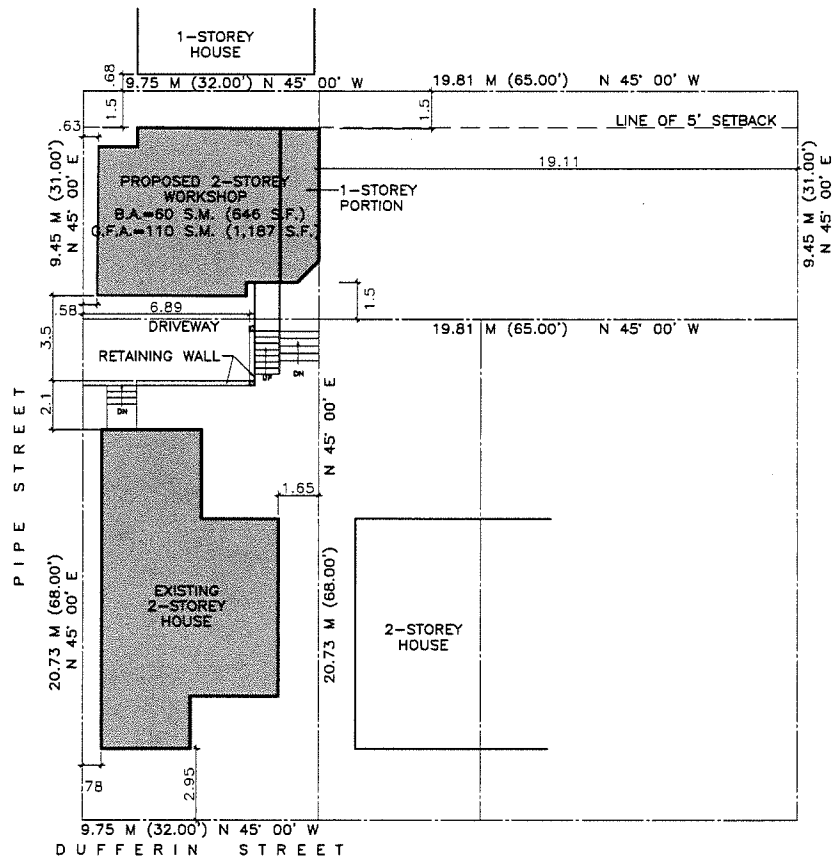 1-STOREY
HOUSE
.68
9.75 M (32.00') N 45' 00' W
19.81 M (65.00') N 45' 00' W
1.5
1.5
.63
LINE OF 5' SETBACK
19.11
9.45 M (31.00')
N 45' 00' E
PROPOSED 2-STOREY
WORKSHOP
B.A.=60 S.M. (646 S.F.)
G.F.A.=110 S.M. (1,187 S.F.)
1-STOREY
PORTION
9.45 M (31.00')
N 45' 00' E
.58
6.89
1.5
DRIVEWAY
19.81 M (65.00') N 45' 00' W
3.5
RETAINING WALL
UP
DN
DN
2.1
PIPE STREET
N 45' 00' E
1.65
20.73 M (68.00')
N 45' 00' E
EXISTING
2-STOREY
HOUSE
20.73 M (68.00')
2-STOREY
HOUSE
.78
2.95
9.75 M (32.00') N 45' 00' W
DUFFERIN STREET